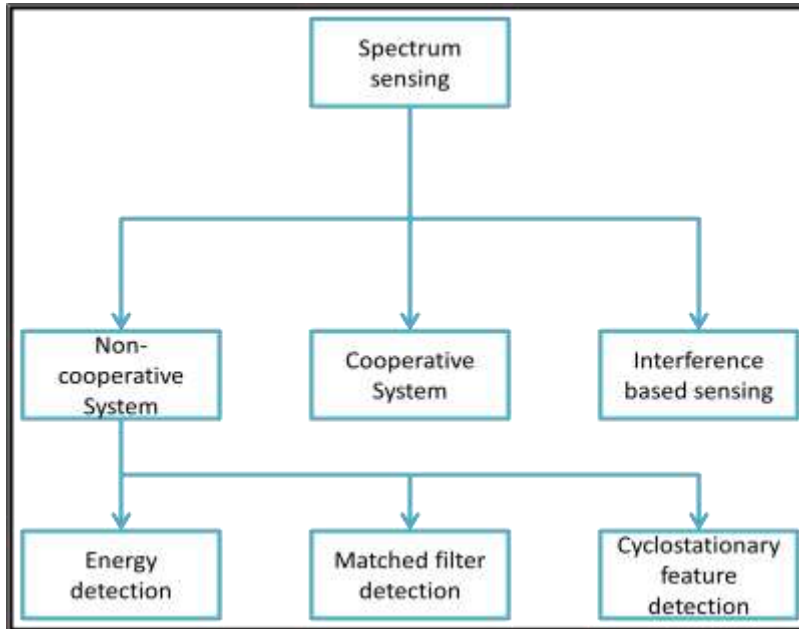 Spectrum
sensing
Non-
cooperative
System
Cooperative
System
Interference
based sensing
Energy
detection
Matched filter
detection
Cyclostationary
feature
detection